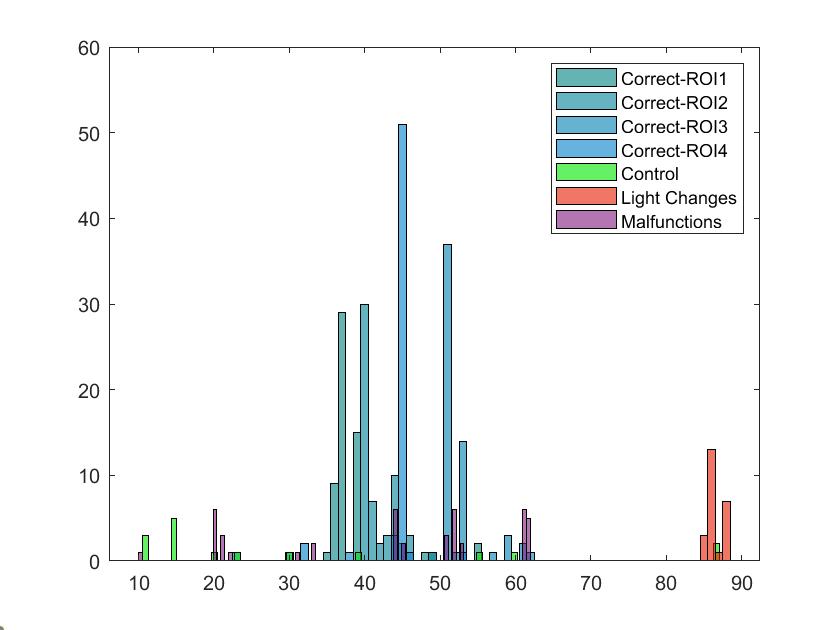 60
50
40
30
20
10
0
10 20 30 40 50 60 70 80 90
Correct-ROI1
Correct-ROI2
Correct-ROI3
Correct-ROI4
Control
Light Changes
Malfunctions